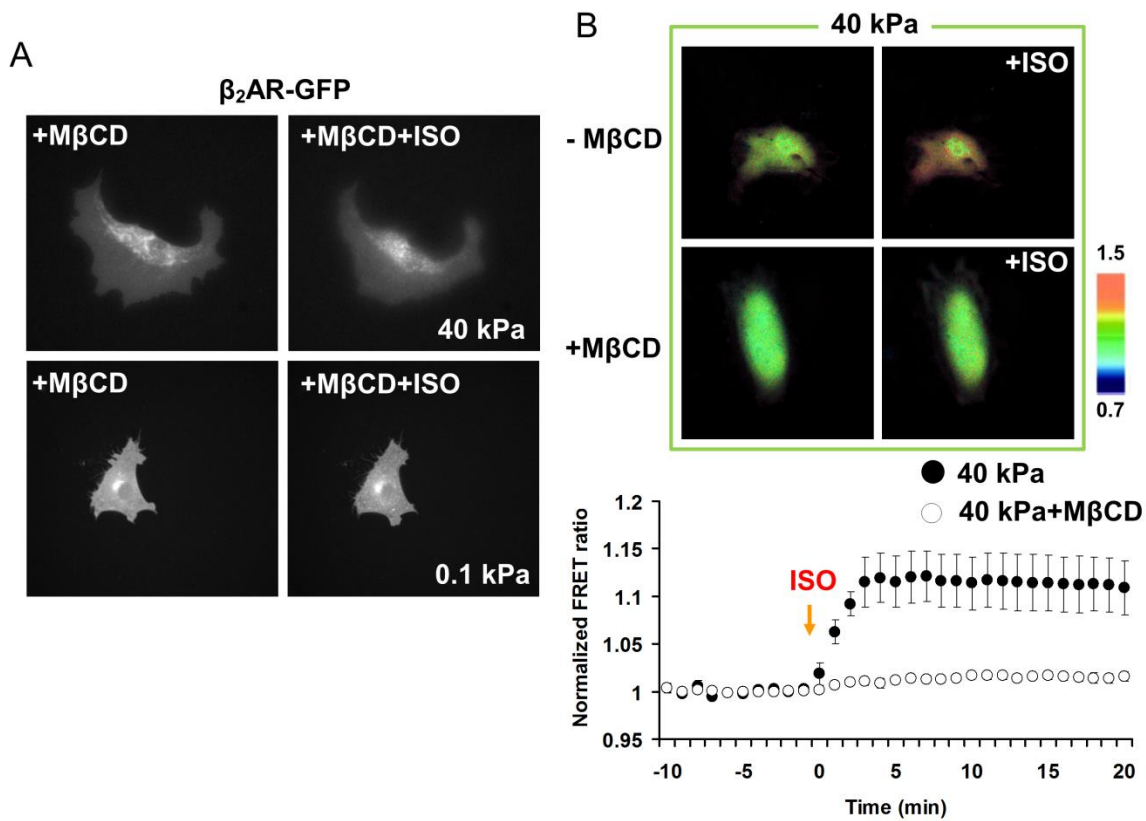 A
β₂AR-GFP
+MβCD
+MβCD+ISO
40 kPa
+MβCD
+MβCD+ISO
0.1 kPa
B
40 kPa
+ISO
- MβCD
+ISO
+MβCD
1.5
0.7
40 kPa
40 kPa+MβCD
ISO
Normalized FRET ratio
1.2
1.15
1.1
1.05
1
0.95
-10 -5 0 5 10 15 20
Time (min)